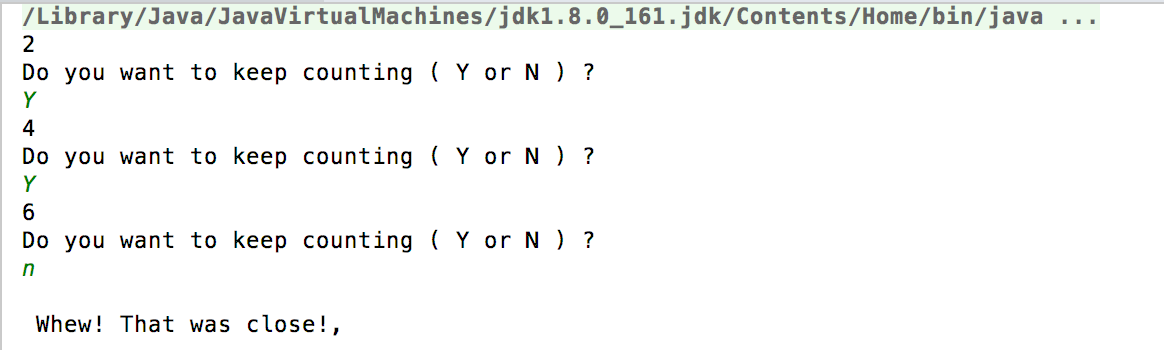 /Library/Java/JavaVirtualMachines/jdk1.8.0_161.jdk/Contents/Home/bin/java ...
2
Do you want to keep counting ( Y or N ) ?
Y
4
Do you want to keep counting ( Y or N ) ?
Y
6
Do you want to keep counting ( Y or N ) ?
n
Whew! That was close!,